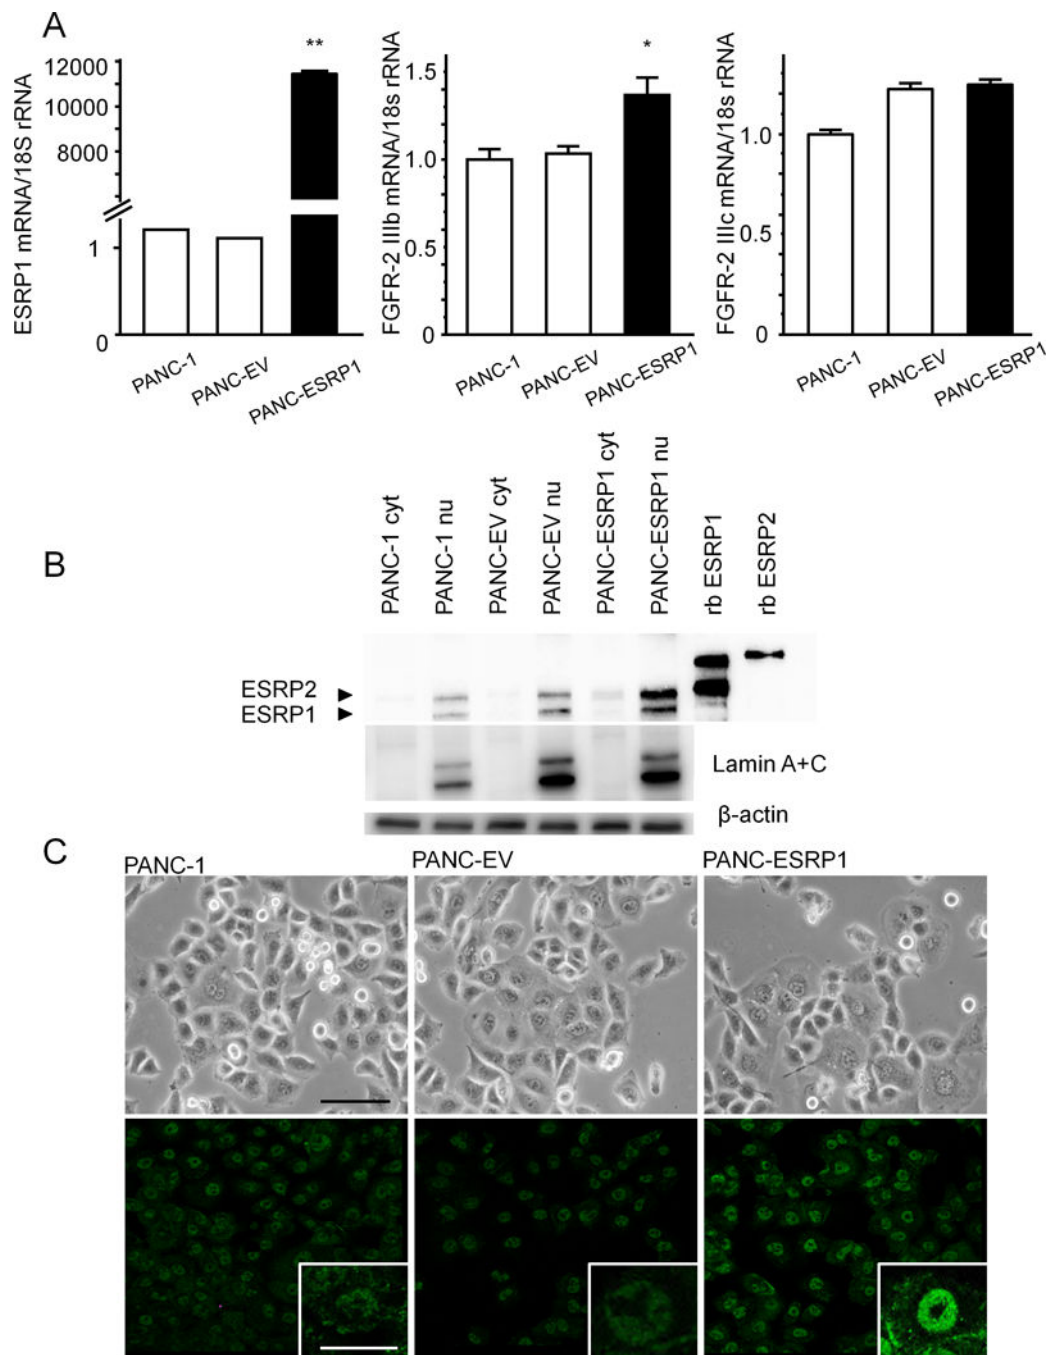 A
ESRP1 mRNA/18S rRNA
12000
10000
8000
1
0
**
PANC-1
PANC-EV
PANC-ESRP1
FGFR-2 IIIb mRNA/18s rRNA
1.5
1.0
0.5
0
*
PANC-1
PANC-EV
PANC-ESRP1
FGFR-2 IIIc mRNA/18s rRNA
1.0
0.5
0
PANC-1
PANC-EV
PANC-ESRP1
B
PANC-1 cyt
PANC-1 nu
PANC-EV cyt
PANC-EV nu
PANC-ESRP1 cyt
PANC-ESRP1 nu
rb ESRP1
rb ESRP2
ESRP2
ESRP1
Lamin A+C
β-actin
C
PANC-1
PANC-EV
PANC-ESRP1